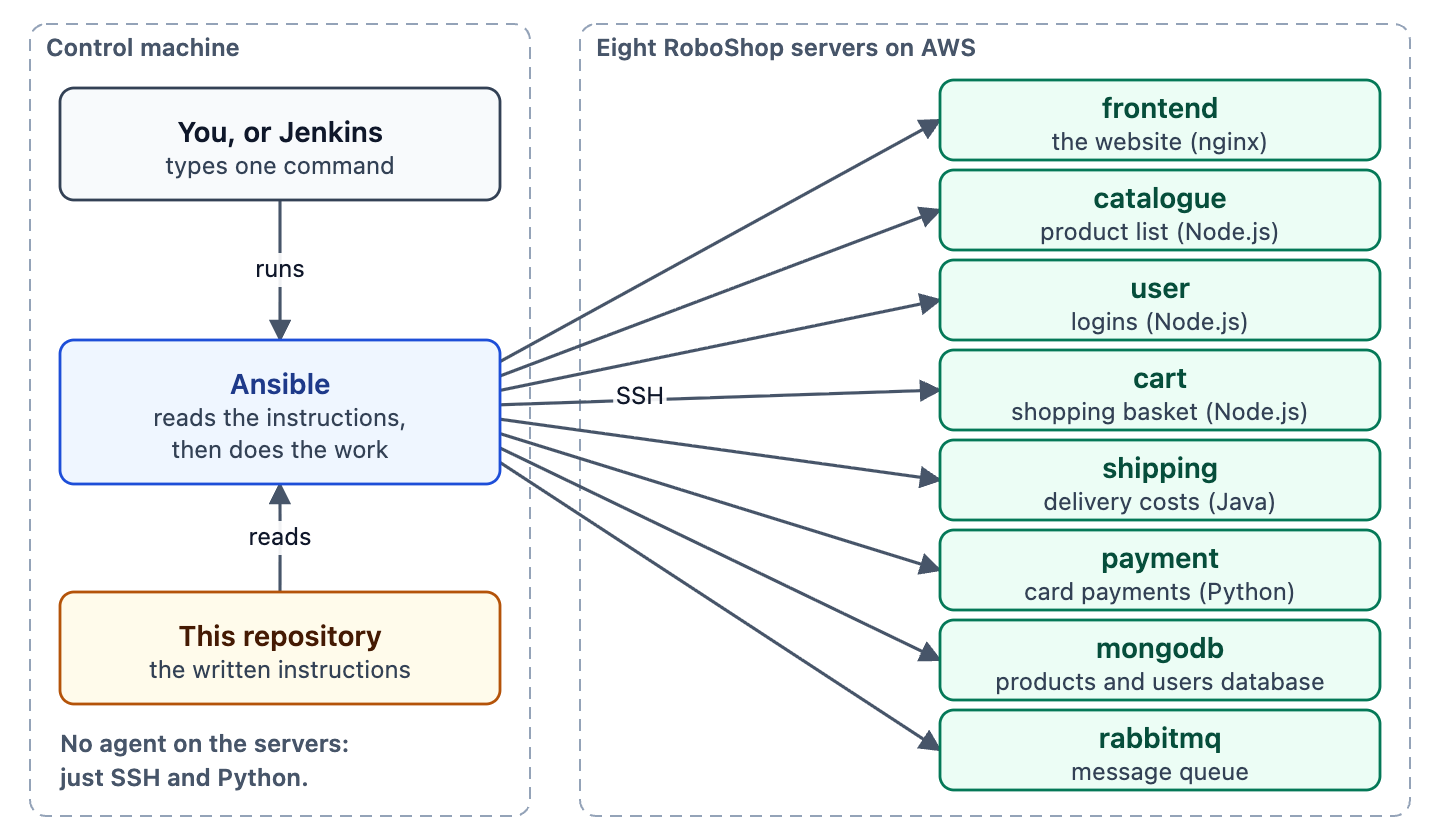 Control machine
You, or Jenkins
types one command
runs
Ansible
reads the instructions,
then does the work
reads
This repository
the written instructions
No agent on the servers:
just SSH and Python.
SSH
Eight RoboShop servers on AWS
frontend
the website (nginx)
catalogue
product list (Node.js)
user
logins (Node.js)
cart
shopping basket (Node.js)
shipping
delivery costs (Java)
payment
card payments (Python)
mongodb
products and users database
rabbitmq
message queue